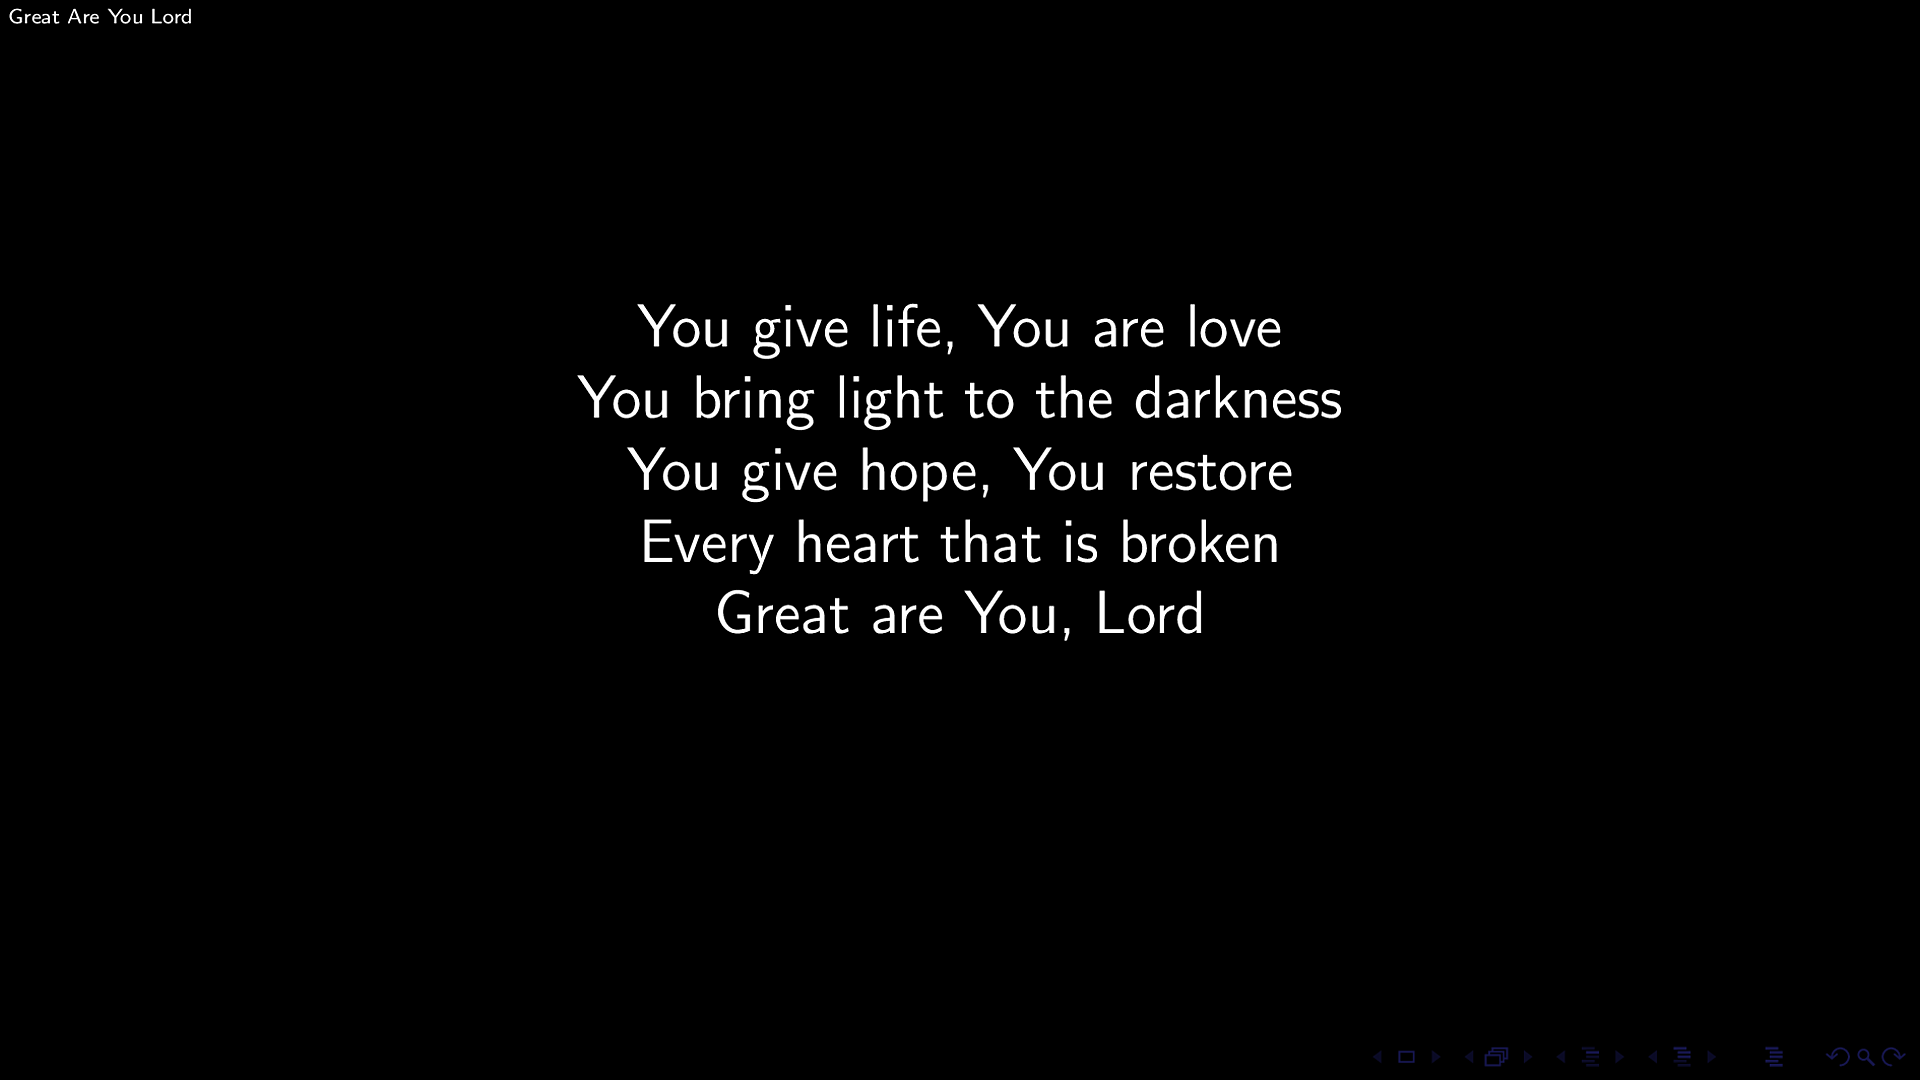 Great Are You Lord
You give life, You are love
You bring light to the darkness
You give hope, You restore
Every heart that is broken
Great are You, Lord